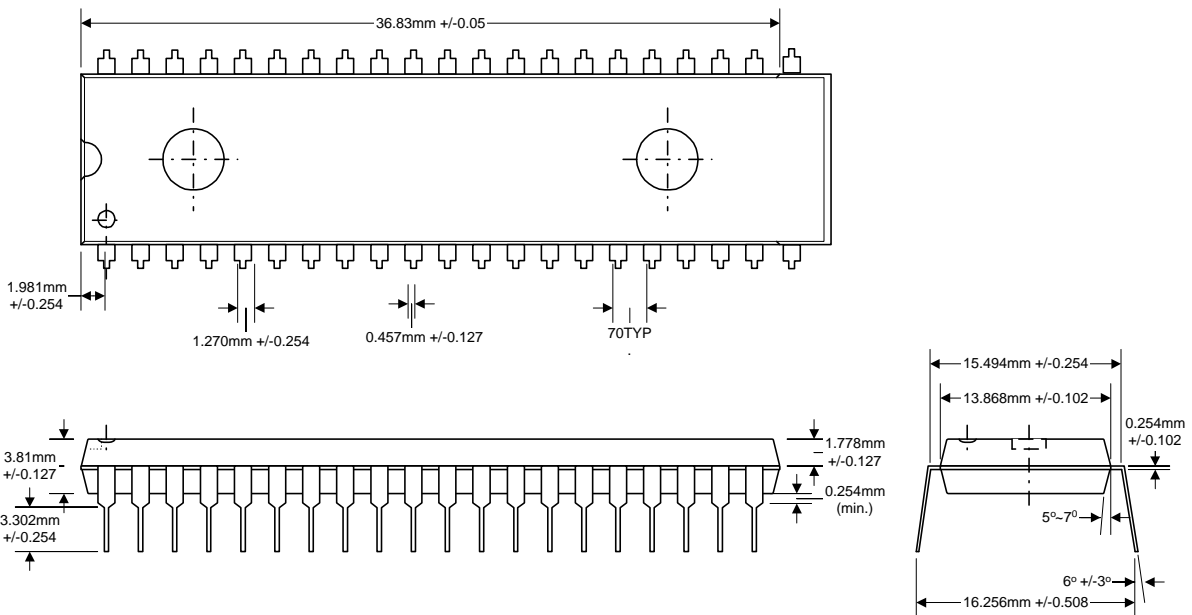 36.83mm +/-0.05
1.981mm
+/-0.254
1.270mm +/-0.254
0.457mm +/-0.127
70TYP
15.494mm +/-0.254
13.868mm +/-0.102
0.254mm
+/-0.102
3.81mm
+/-0.127
1.778mm
+/-0.127
0.254mm
(min.)
3.302mm
+/-0.254
5º~7⁰
6º +/-3º
16.256mm +/-0.508